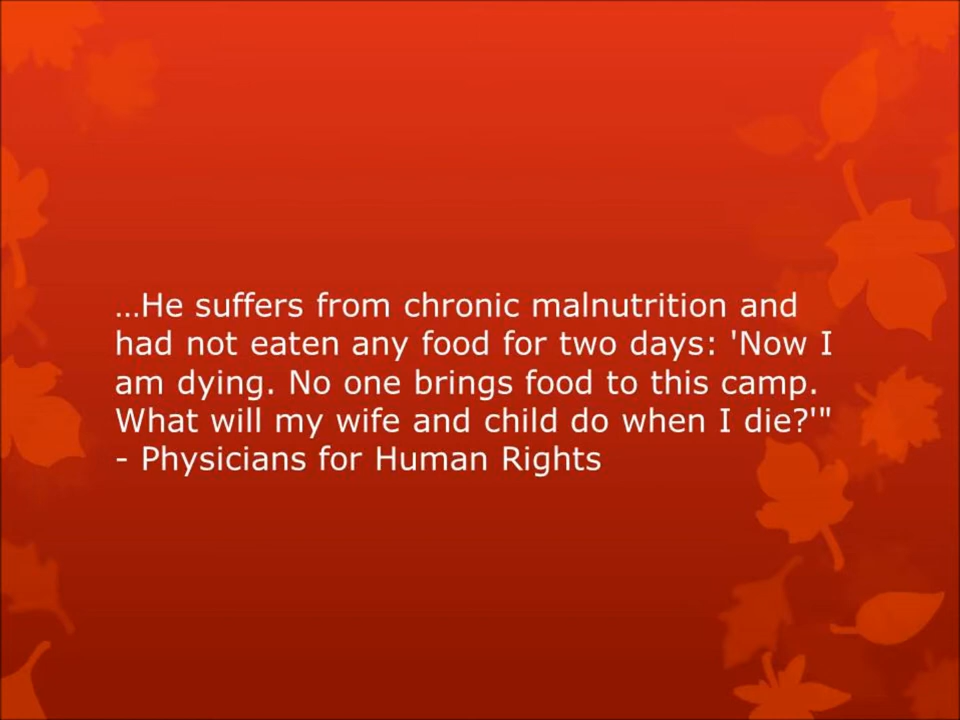 …He suffers from chronic malnutrition and
had not eaten any food for two days: 'Now I
am dying. No one brings food to this camp.
What will my wife and child do when I die?'"
- Physicians for Human Rights